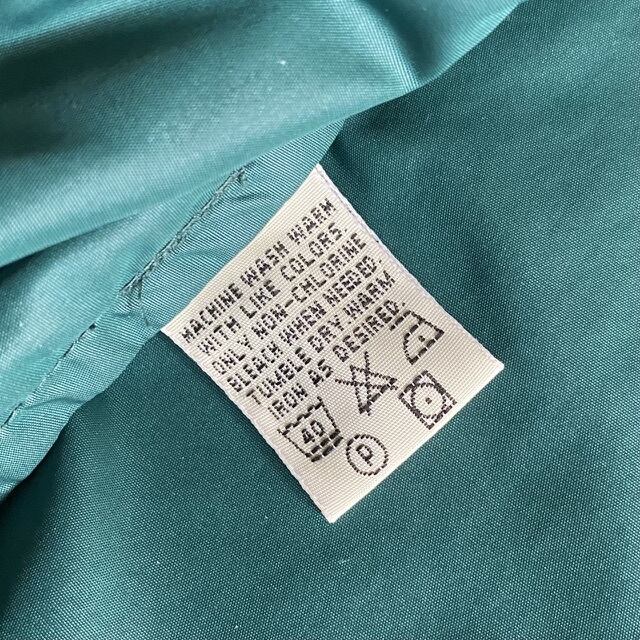 MACHINE WASH WARM
WITH LIKE COLORS
ONLY NON-CHLORINE
BLEACH WHEN NEEDED.
TUMBLE DRY WARM
IRON AS DESIRED.
40
P